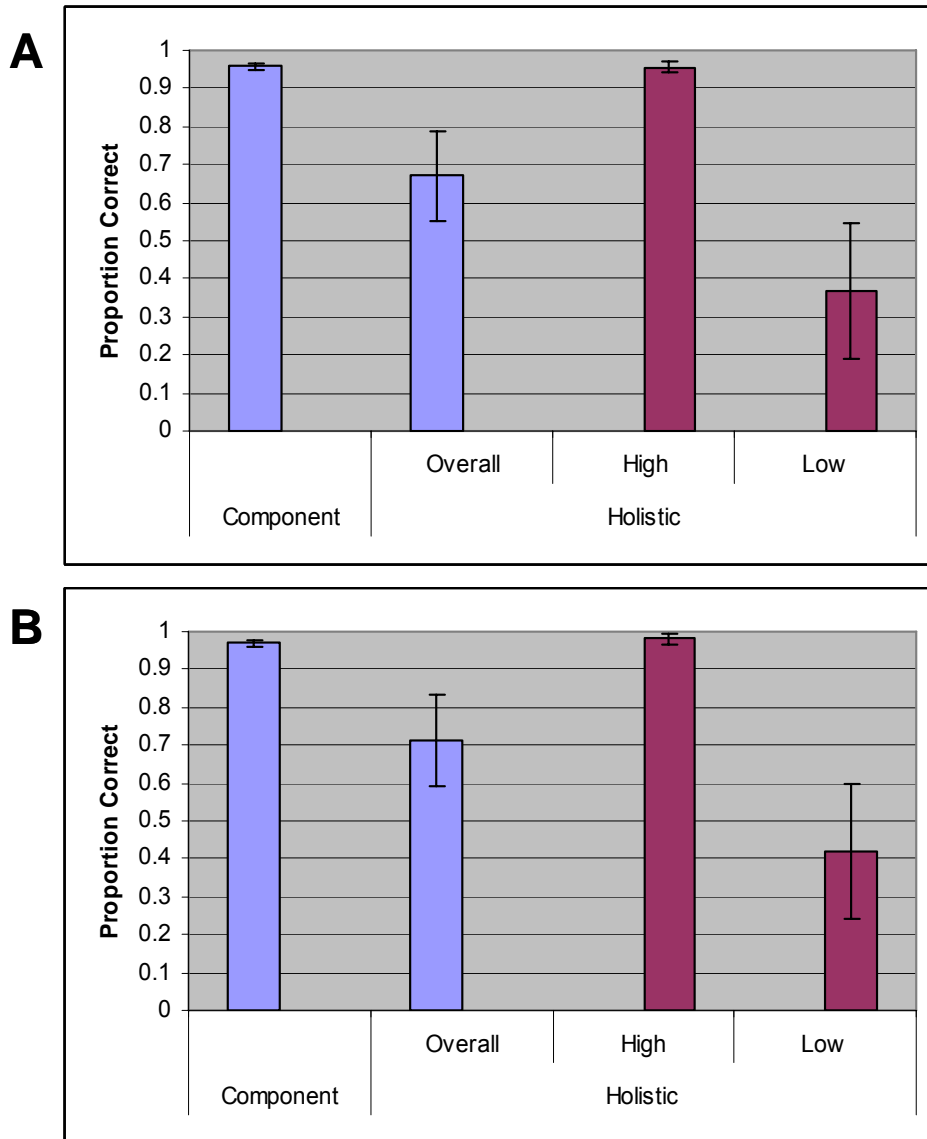 A
Proportion Correct
1
0.9
0.8
0.7
0.6
0.5
0.4
0.3
0.2
0.1
0
Overall High Low
Component Holistic
B
Proportion Correct
1
0.9
0.8
0.7
0.6
0.5
0.4
0.3
0.2
0.1
0
Overall High Low
Component Holistic